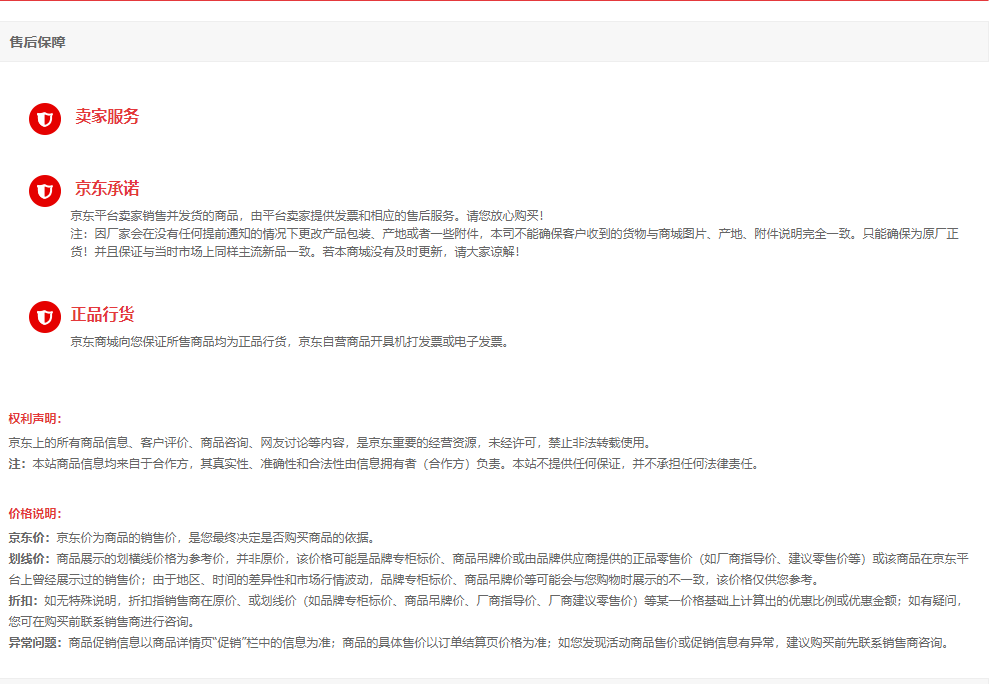 售后保障
卖家服务
京东承诺
京东平台卖家销售并发货的商品，由平台卖家提供发票和相应的售后服务。请您放心购买！
注：因厂家会在没有任何提前通知的情况下更改产品包装、产地或者一些附件，本司不能确保客户收到的货物与商城图片、产地、附件说明完全一致。只能确保为原厂正
货！并且保证与当时市场上同样主流新品一致。若本商城没有及时更新，请大家谅解！
正品行货
京东商城向您保证所售商品均为正品行货，京东自营商品开具机打发票或电子发票。
权利声明：
京东上的所有商品信息、客户评价、商品咨询、网友讨论等内容，是京东重要的经营资源，未经许可，禁止非法转载使用。
注：本站商品信息均来自于合作方，其真实性、准确性和合法性由信息拥有者（合作方）负责。本站不提供任何保证，并不承担任何法律责任。
价格说明：
京东价：京东价为商品的销售价，是您最终决定是否购买商品的依据。
划线价：商品展示的划横线价格为参考价，并非原价，该价格可能是品牌专柜标价、商品吊牌价或由品牌供应商提供的正品零售价（如厂商指导价、建议零售价等）或该商品在京东平
台上曾经展示过的销售价；由于地区、时间的差异性和市场行情波动，品牌专柜标价、商品吊牌价等可能会与您购物时展示的不一致，该价格仅供您参考。
折扣：如无特殊说明，折扣指销售商在原价、或划线价（如品牌专柜标价、商品吊牌价、厂商指导价、厂商建议零售价）等某一价格基础上计算出的优惠比例或优惠金额；如有疑问，
您可在购买前联系销售商进行咨询。
异常问题：商品促销信息以商品详情页“促销”栏中的信息为准；商品的具体售价以订单结算页价格为准；如您发现活动商品售价或促销信息有异常，建议购买前先联系销售商咨询。